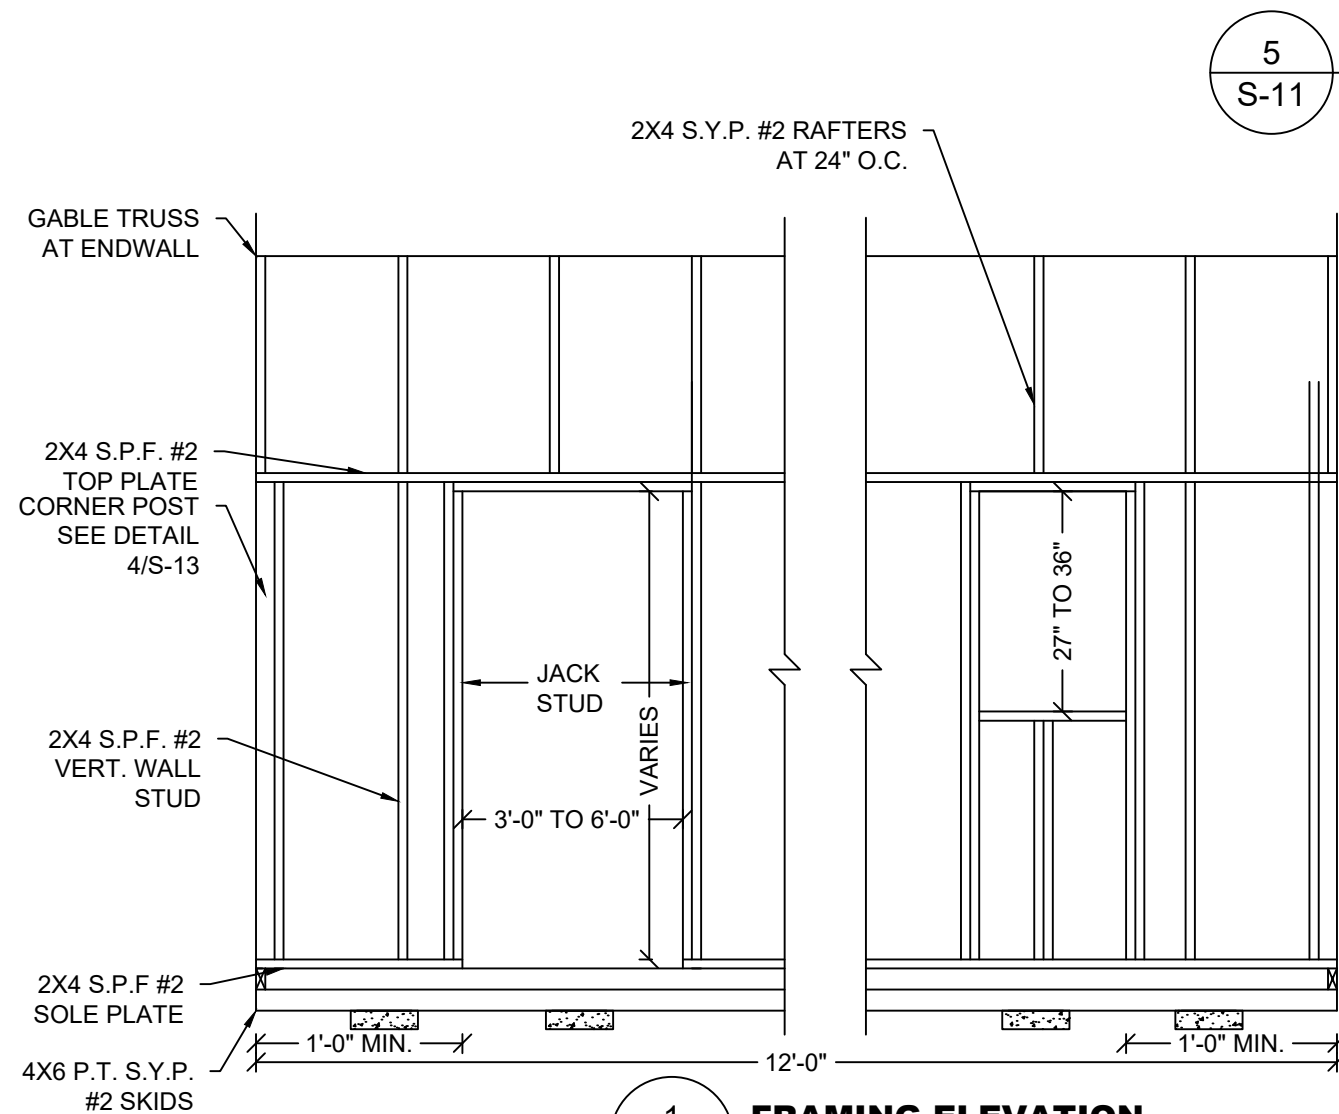 5
S-11
2X4 S.Y.P. #2 RAFTERS
AT 24" O.C.
GABLE TRUSS
AT ENDWALL
2X4 S.P.F. #2
TOP PLATE
CORNER POST
SEE DETAIL
4/S-13
27" TO 36"
JACK
STUD
VARIES
2X4 S.P.F. #2
VERT. WALL
STUD
3'-0" TO 6'-0"
2X4 S.P.F #2
SOLE PLATE
1'-0" MIN.
1'-0" MIN.
12'-0"
4X6 P.T. S.Y.P.
#2 SKIDS
1
FRAMING ELEVATION